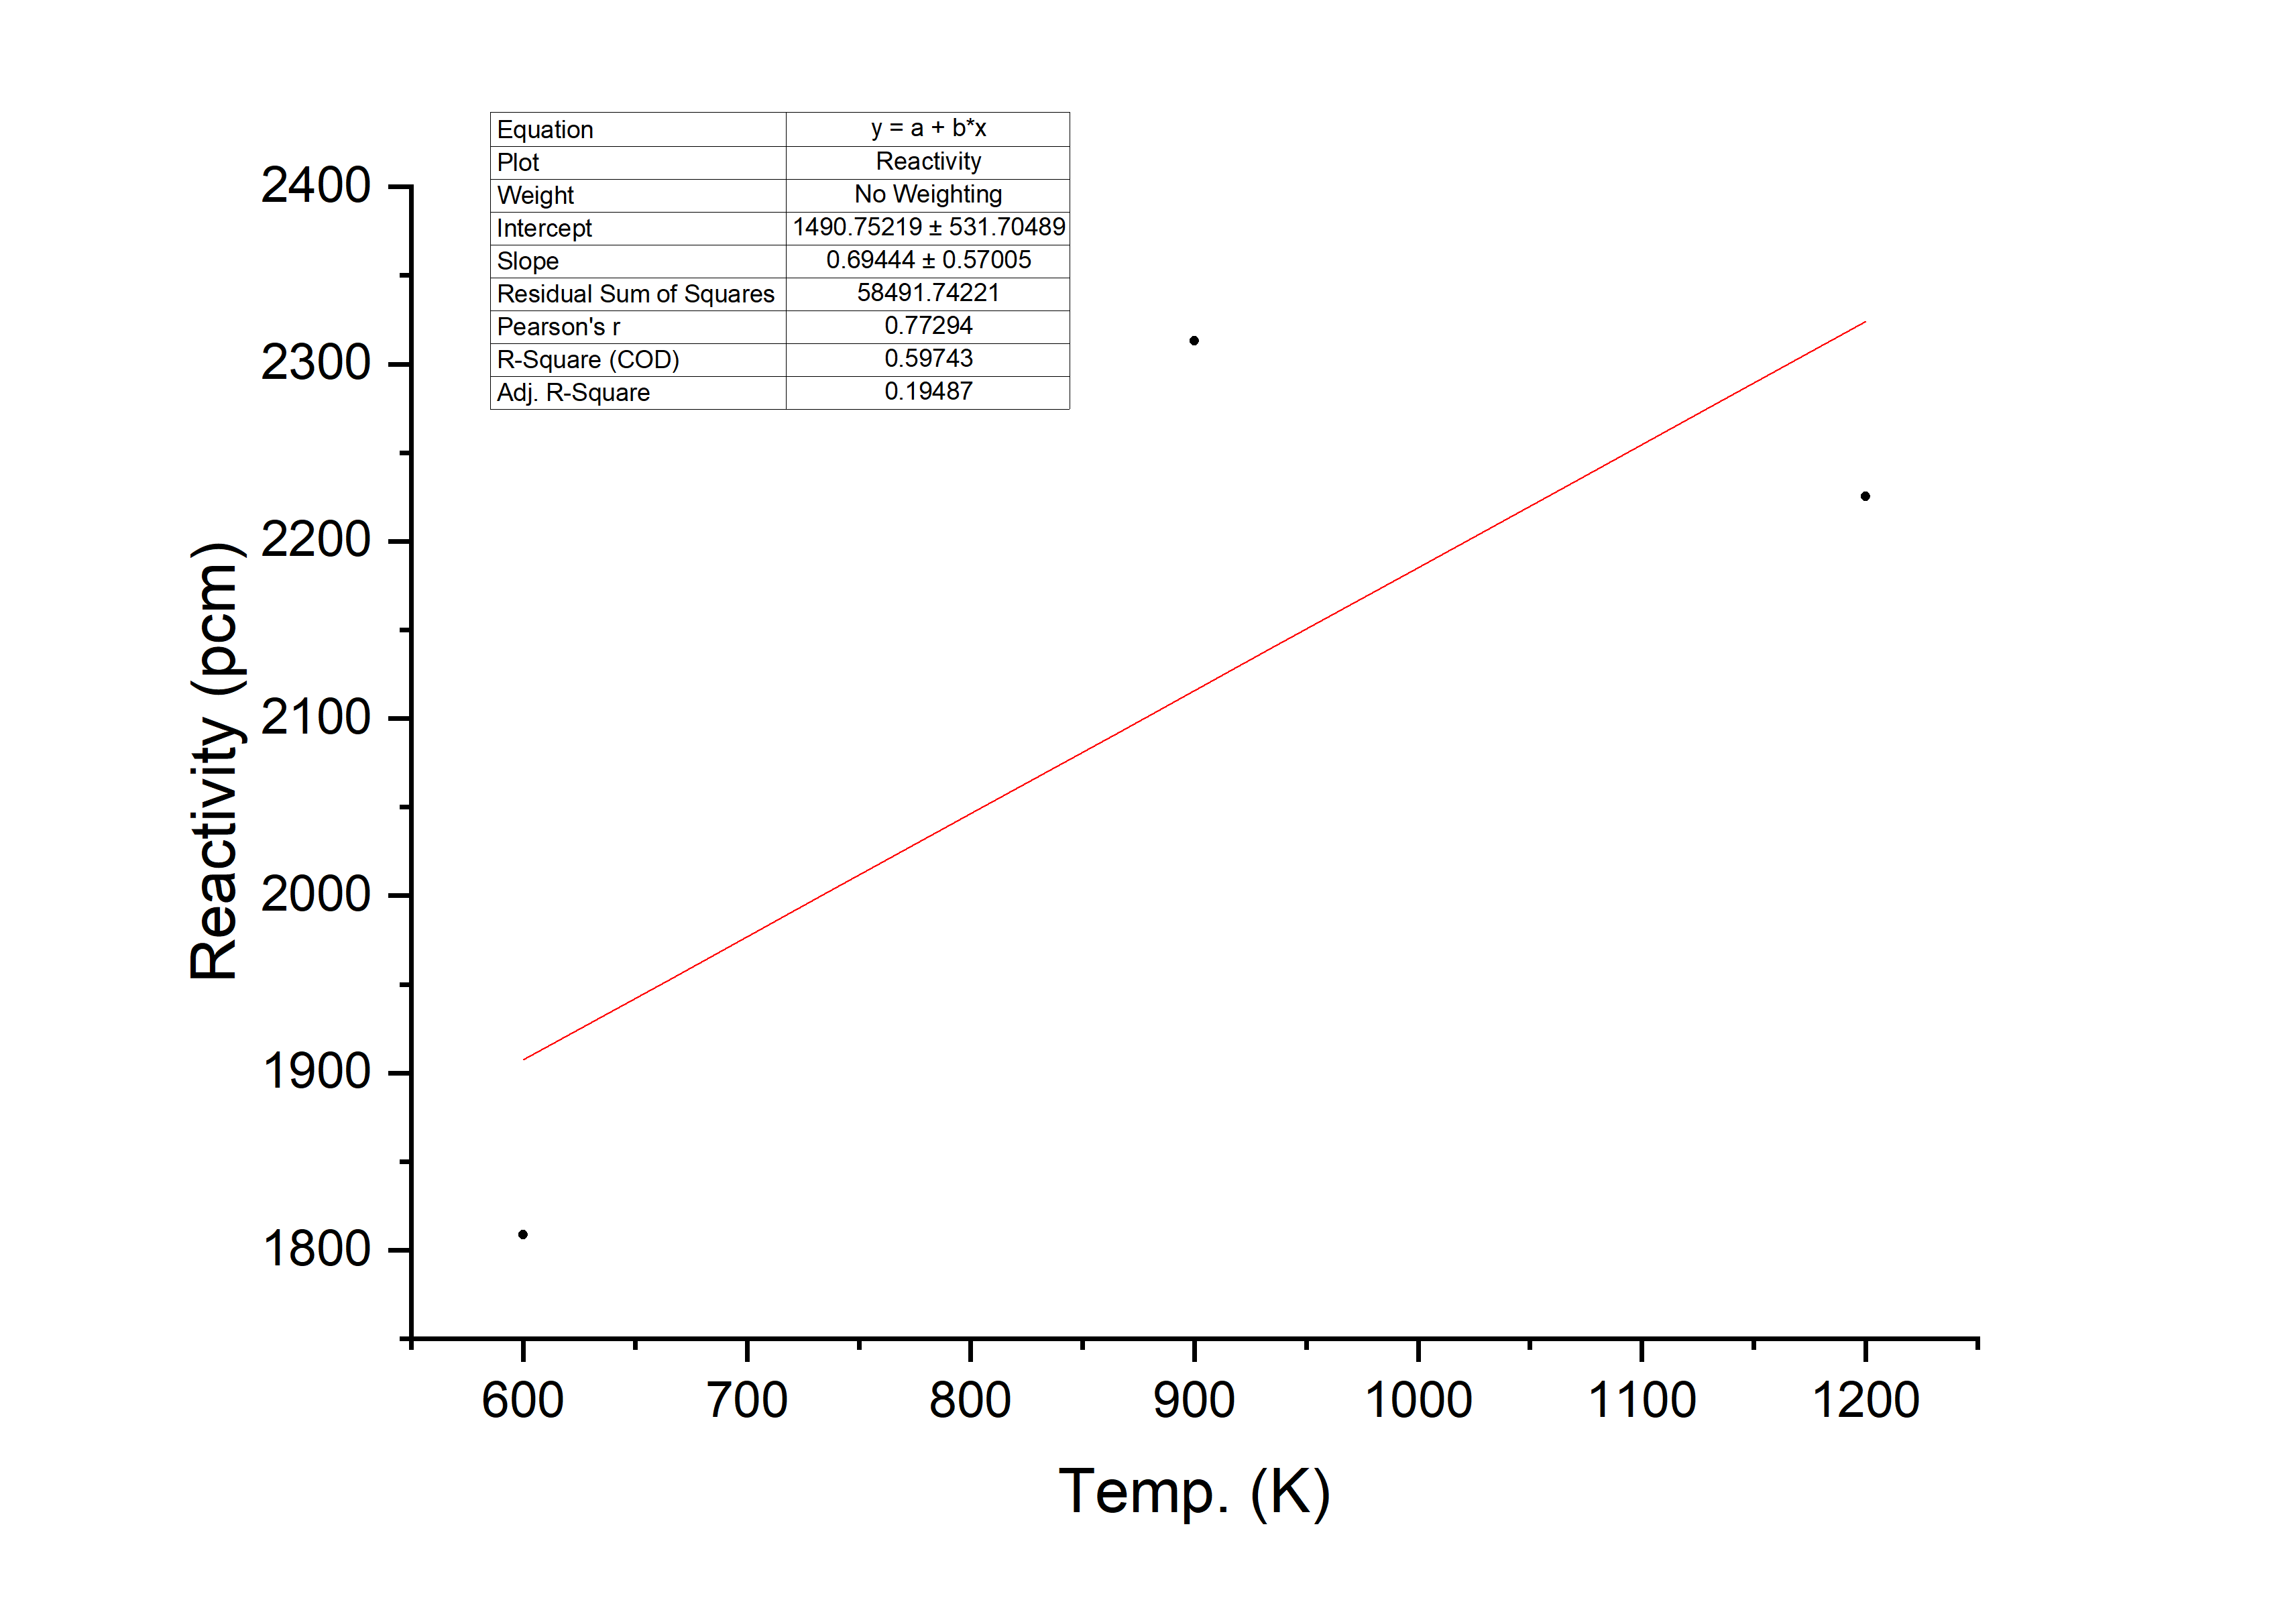 Equation y = a + b*x
Plot Reactivity
Weight No Weighting
Intercept 1490.75219 ± 531.70489
Slope 0.69444 ± 0.57005
Residual Sum of Squares 58491.74221
Pearson's r 0.77294
R-Square (COD) 0.59743
Adj. R-Square 0.19487
2400
2300
2200
2100
2000
1900
1800
Reactivity (pcm)
600 700 800 900 1000 1100 1200
Temp. (K)